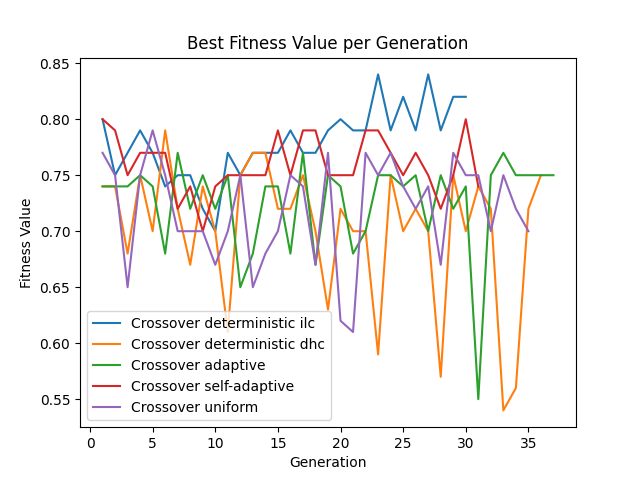 Best Fitness Value per Generation
Fitness Value
0.85
0.80
0.75
0.70
0.65
0.60
0.55
Crossover deterministic ilc
Crossover deterministic dhc
Crossover adaptive
Crossover self-adaptive
Crossover uniform
0 5 10 15 20 25 30 35
Generation